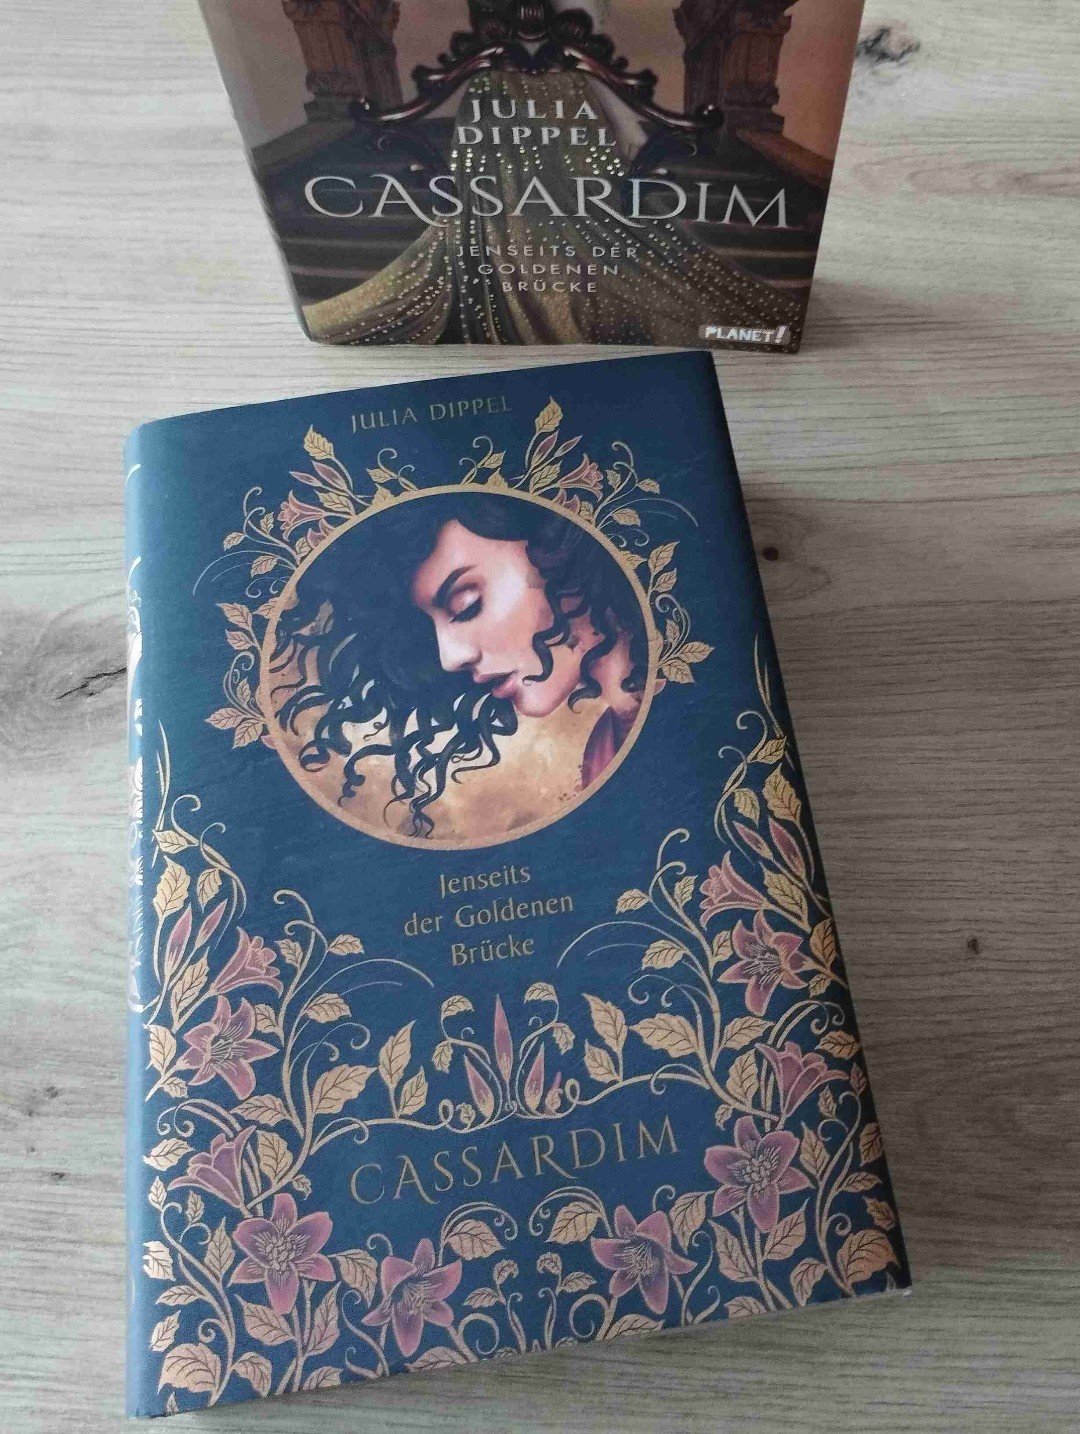 JULIA
DIPPEL
CASSARDIM
JENSEITS DER
GOLDENEN
BRÜCKE
PLANET!
JULIA DIPPEL
Jenseits
der Goldenen
Brücke
CASSARDIM